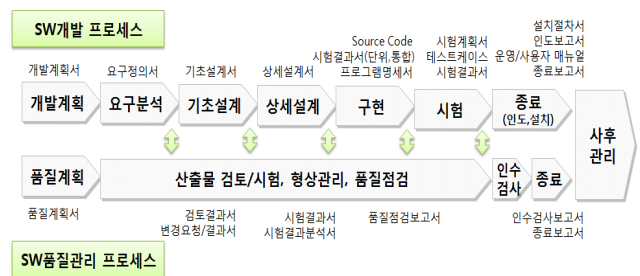 SW개발 프로세스
개발계획서
요구정의서
기초설계서
상세설계서
Source Code
시험결과서(단위,통합)
프로그램명세서
시험계획서
테스트케이스
시험결과서
설치절차서
인도보고서
운영/사용자 매뉴얼
종료보고서
개발계획
요구분석
기초설계
상세설계
구현
시험
종료
(인도,설치)
사후
관리
품질계획
산출물 검토/시험, 형상관리, 품질점검
인수
검사
종료
품질계획서
검토결과서
변경요청/결과서
시험결과서
시험결과분석서
품질점검보고서
인수검사보고서
종료보고서
SW품질관리 프로세스